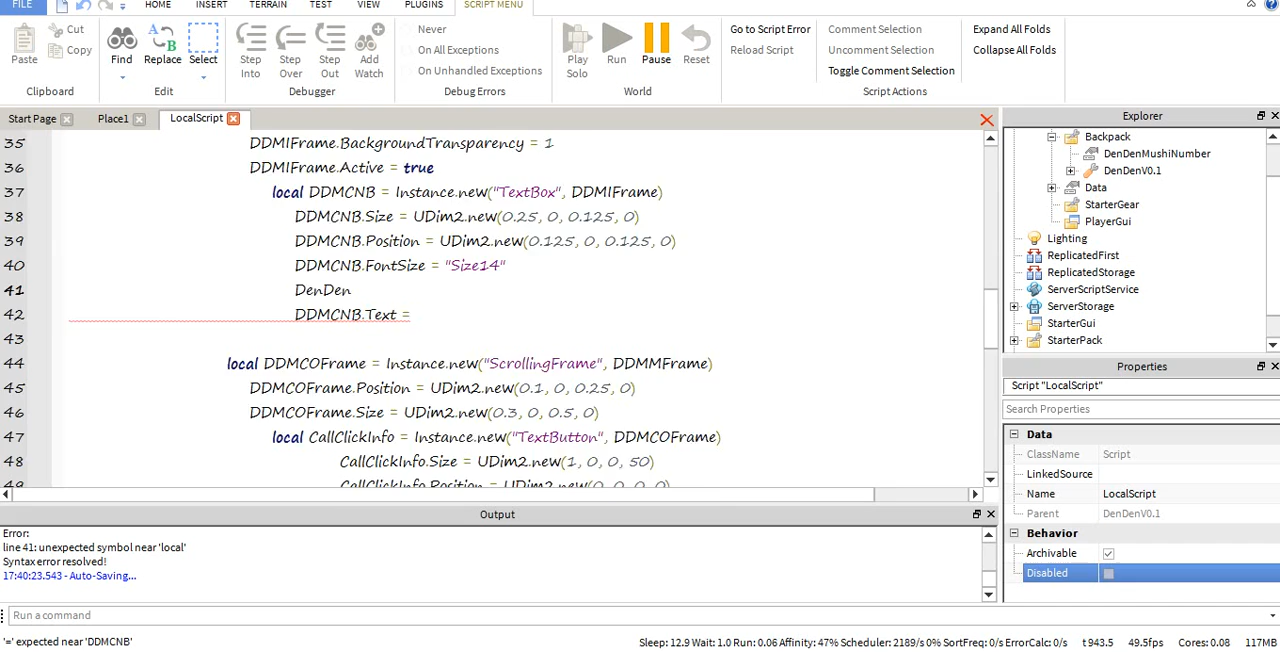 FILE HOME INSERT TERRAIN TEST VIEW PLUGINS SCRIPT MENU
Paste Cut Copy
Clipboard
Find Replace Select
Edit
Step Into Step Over Step Out Add Watch
Debugger
Never
On All Exceptions
On Unhandled Exceptions
Debug Errors
Play Solo Run Pause Reset
World
Go to Script Error
Reload Script
Comment Selection
Uncomment Selection
Toggle Comment Selection
Script Actions
Expand All Folds
Collapse All Folds
Start Page Place1 LocalScript
35 DDMIFrame.BackgroundTransparency = 1
36 DDMIFrame.Active = true
37 local DDMCNB = Instance.new("TextBox", DDMIFrame)
38 DDMCNB.Size = UDim2.new(0.25, 0, 0.125, 0)
39 DDMCNB.Position = UDim2.new(0.125, 0, 0.125, 0)
40 DDMCNB.FontSize = "Size14"
41 DenDen
42 DDMCNB.Text =
43
44 local DDMCOFrame = Instance.new("ScrollingFrame", DDMMFrame)
45 DDMCOFrame.Position = UDim2.new(0.1, 0, 0.25, 0)
46 DDMCOFrame.Size = UDim2.new(0.3, 0, 0.5, 0)
47 local CallClickInfo = Instance.new("TextButton", DDMCOFrame)
48 CallClickInfo.Size = UDim2.new(1, 0, 0, 50)
49 CallClickInfo.Position = UDim2.new(0, 0, 0, 0)
Explorer
Backpack
DenDenMushiNumber
DenDenV0.1
Data
StarterGear
PlayerGui
Lighting
ReplicatedFirst
ReplicatedStorage
ServerScriptService
ServerStorage
StarterGui
StarterPack
Properties
Script "LocalScript"
Search Properties
Data
ClassName Script
LinkedSource
Name LocalScript
Parent DenDenV0.1
Behavior
Archivable
Disabled
Output
Error:
line 41: unexpected symbol near 'local'
Syntax error resolved!
17:40:23.543 - Auto-Saving...
Run a command
'=' expected near 'DDMCNB'
Sleep: 12.9 Wait: 1.0 Run: 0.06 Affinity: 47% Scheduler: 2189/s 0% SortFreq: 0/s ErrorCalc: 0/s t 943.5 49.5fps Cores: 0.08 117MB